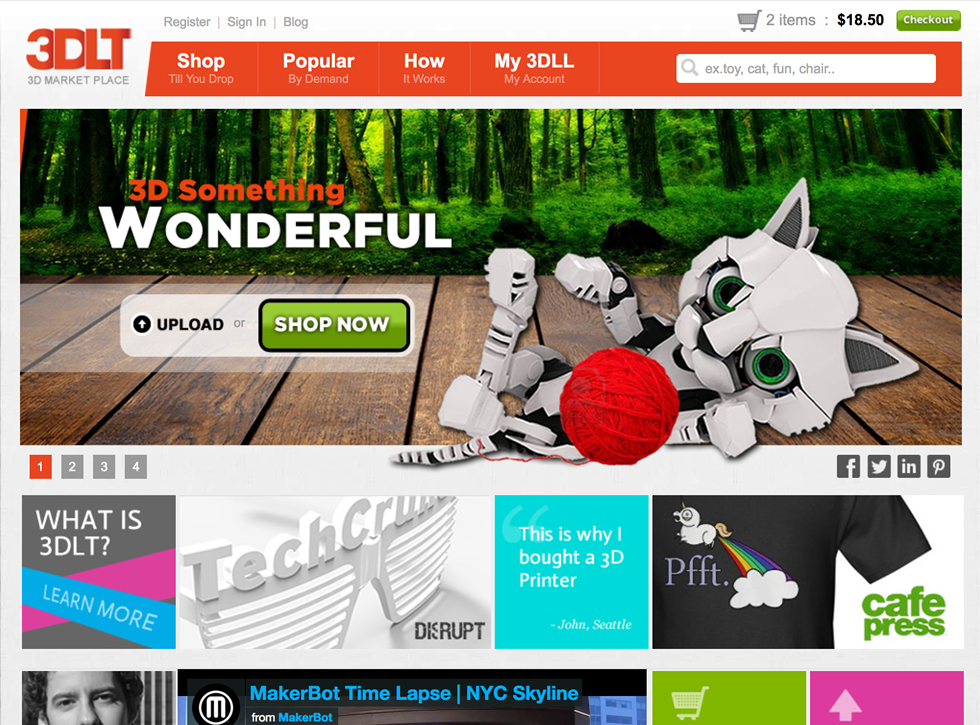 Register | Sign In | Blog
2 items : $18.50 Checkout
3DLT
3D MARKET PLACE
Shop
Till You Drop
Popular
By Demand
How
It Works
My 3DLL
My Account
ex.toy, cat, fun, chair..
3D Something
WONDERFUL
UPLOAD or SHOP NOW
1 2 3 4
WHAT IS
3DLT?
LEARN MORE
TechCrun
DISRUPT
This is why I
bought a 3D
Printer
- John, Seattle
Pfft.
cafe
press
MakerBot Time Lapse | NYC Skyline
from MakerBot